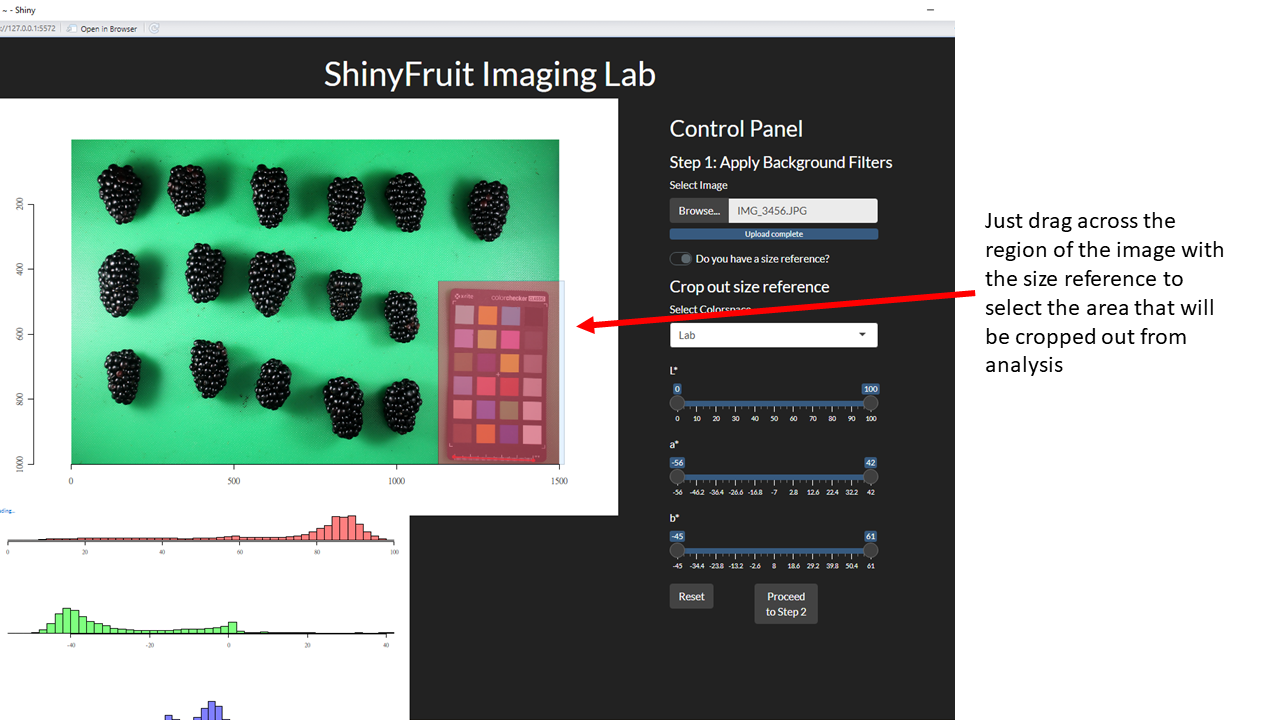 ~ - Shiny
://127.0.0.1:5572 Open in Browser
ShinyFruit Imaging Lab
Control Panel
Step 1: Apply Background Filters
Select Image
Browse... IMG_3456.JPG
Upload complete
Do you have a size reference?
Crop out size reference
Select Colorspace
Lab
L*
0 100
0 10 20 30 40 50 60 70 80 90 100
a*
-56 42
-56 -46.2 -36.4 -26.6 -16.8 -7 2.8 12.6 22.4 32.2 42
b*
-45 61
-45 -34.4 -23.8 -13.2 -2.6 8 18.6 29.2 39.8 50.4 61
Reset
Proceed
to Step 2
Just drag across the
region of the image with
the size reference to
select the area that will
be cropped out from
analysis
200
400
600
800
1000
0 500 1000 1500
x-rite colorchecker CLASSIC
ding...
0 20 40 60 80 100
-40 -20 0 20 40